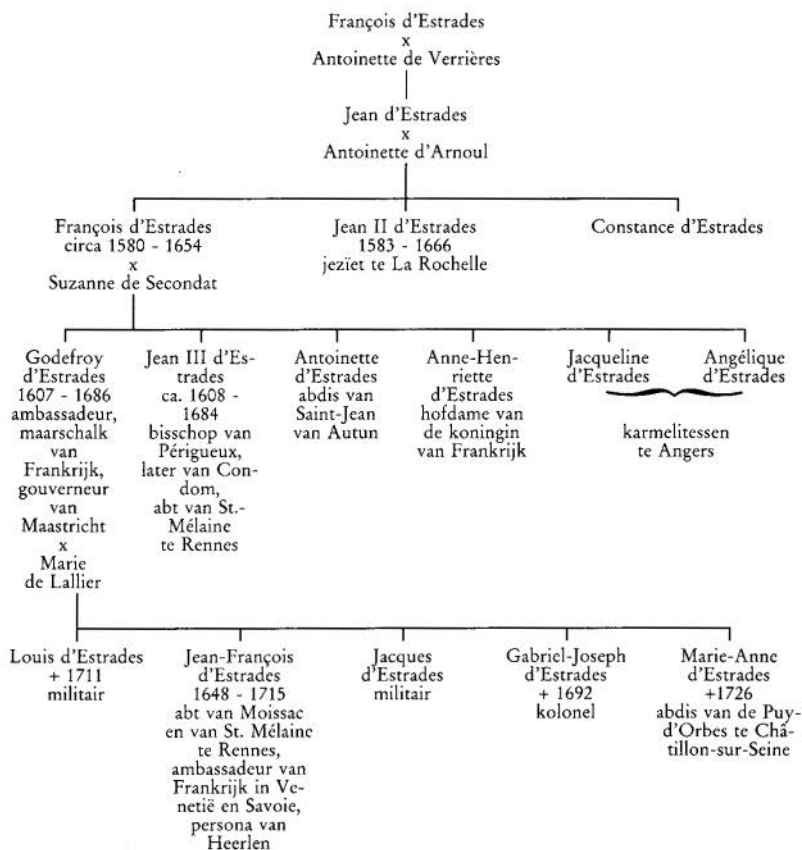 François d'Estrades
x
Antoinette de Verrières
Jean d'Estrades
x
Antoinette d'Arnoul
François d'Estrades
circa 1580 - 1654
x
Suzanne de Secondat
Jean II d'Estrades
1583 - 1666
jezïet te La Rochelle
Constance d'Estrades
Godefroy
d'Estrades
1607 - 1686
ambassadeur,
maarschalk
van
Frankrijk,
gouverneur
van
Maastricht
x
Marie
de Lallier
Jean III d'Es-
trades
ca. 1608 -
1684
bisschop van
Périgueux,
later van Con-
dom,
abt van St.-
Mélaine
te Rennes
Antoinette
d'Estrades
abdis van
Saint-Jean
van Autun
Anne-Hen-
riette
d'Estrades
hofdame van
de koningin
van Frankrijk
Jacqueline
d'Estrades
Angélique
d'Estrades
karmelitessen
te Angers
Louis d'Estrades
+ 1711
militair
Jean-François
d'Estrades
1648 - 1715
abt van Moissac
en van St. Mélaine
te Rennes,
ambassadeur van
Frankrijk in Ve-
netië en Savoie,
persona van
Heerlen
Jacques
d'Estrades
militair
Gabriel-Joseph
d'Estrades
+ 1692
kolonel
Marie-Anne
d'Estrades
+1726
abdis van de Puy-
d'Orbes te Châ-
tillon-sur-Seine